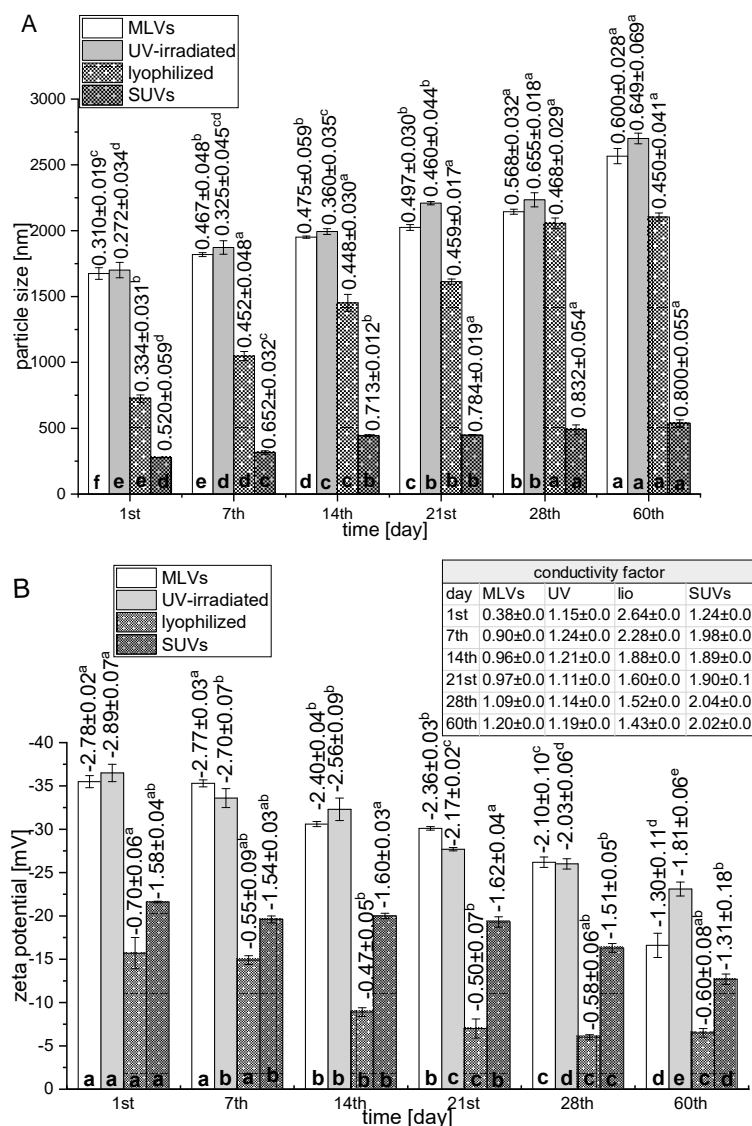 A
MLVs
UV-irradiated
lyophilized
SUVs
particle size [nm]
3000
2500
2000
1500
1000
500
0
0.310±0.019c
0.272±0.034d
0.334±0.031b
0.520±0.059d
0.467±0.048b
0.325±0.045cd
0.452±0.048a
0.652±0.032c
0.475±0.059b
0.360±0.035c
0.448±0.030a
0.713±0.012b
0.497±0.030b
0.460±0.044b
0.459±0.017a
0.784±0.019a
0.568±0.032a
0.655±0.018a
0.468±0.029a
0.832±0.054a
0.600±0.028a
0.649±0.069a
0.450±0.041a
0.800±0.055a
f e e d e d d c d c c b c b b b b b a a a a a a
1st 7th 14th 21st 28th 60th
time [day]
B
MLVs
UV-irradiated
lyophilized
SUVs
conductivity factor
day MLVs UV lio SUVs
1st 0.38±0.0 1.15±0.0 2.64±0.0 1.24±0.0
7th 0.90±0.0 1.24±0.0 2.28±0.0 1.98±0.0
14th 0.96±0.0 1.21±0.0 1.88±0.0 1.89±0.0
21st 0.97±0.0 1.11±0.0 1.60±0.0 1.90±0.1
28th 1.09±0.0 1.14±0.0 1.52±0.0 2.04±0.0
60th 1.20±0.0 1.19±0.0 1.43±0.0 2.02±0.0
zeta potential [mV]
-40
-35
-30
-25
-20
-15
-10
-5
0
-2.78±0.02a
-2.89±0.07a
-0.70±0.06a
-1.58±0.04ab
-2.77±0.03a
-2.70±0.07b
-0.55±0.09ab
-1.54±0.03ab
-2.40±0.04b
-2.56±0.09b
-0.47±0.05b
-1.60±0.03a
-2.36±0.03b
-2.17±0.02c
-0.50±0.07b
-1.62±0.04a
-2.10±0.10c
-2.03±0.06d
-0.58±0.06ab
-1.51±0.05b
-1.30±0.11d
-1.81±0.06e
-0.60±0.08ab
-1.31±0.18b
a a a a a b a b b b b b b c c b c d c c d e c d
1st 7th 14th 21st 28th 60th
time [day]